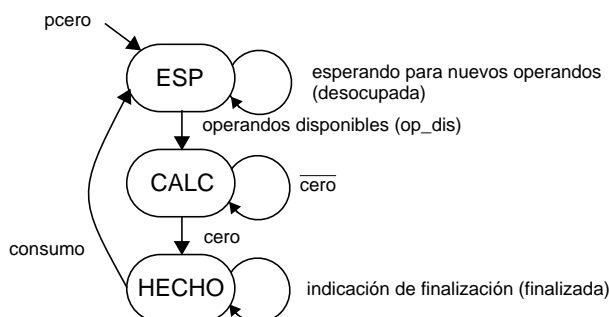 pcero
ESP
esperando para nuevos operandos
(desocupada)
operandos disponibles (op_dis)
CALC
cero
cero
consumo
HECHO
indicación de finalización (finalizada)